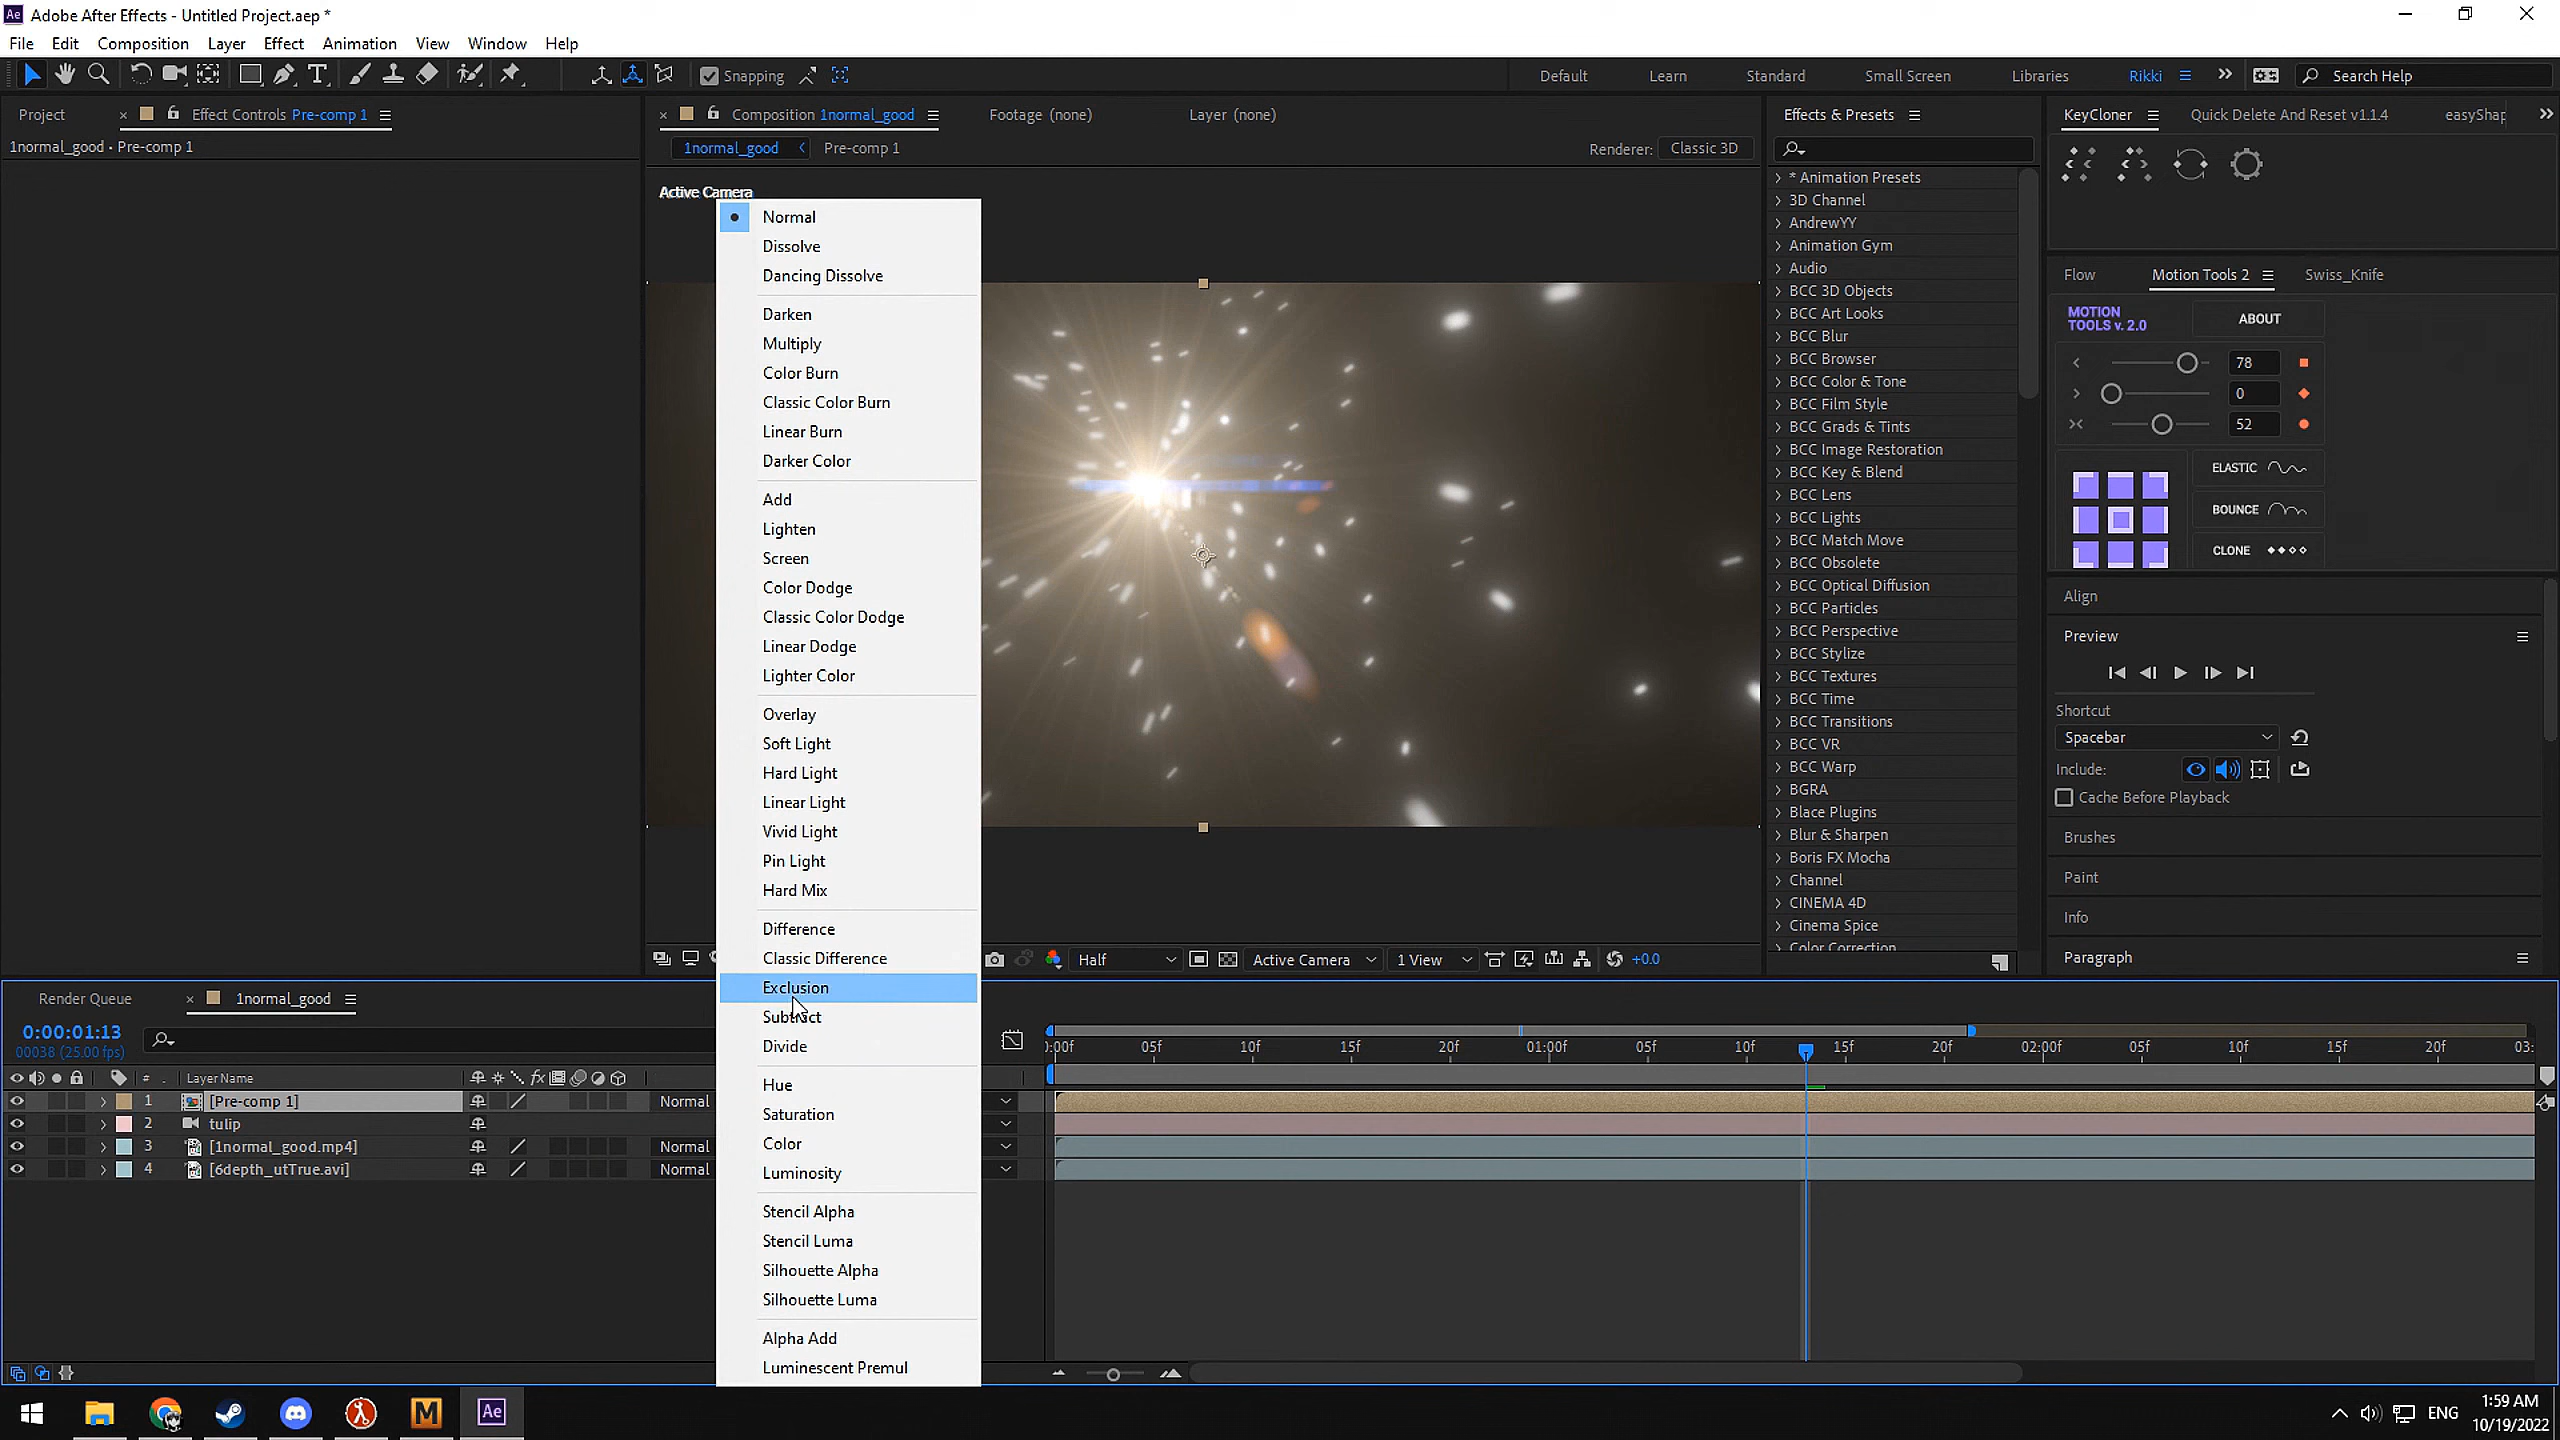 Adobe After Effects - Untitled Project.aep *
File Edit Composition Layer Effect Animation View Window Help
Snapping
Default Learn Standard Small Screen Libraries Rikki Search Help
Project Effect Controls Pre-comp 1
1normal_good • Pre-comp 1
Composition 1normal_good Footage (none) Layer (none)
1normal_good Pre-comp 1 Renderer: Classic 3D
Active Camera
Normal
Dissolve
Dancing Dissolve
Darken
Multiply
Color Burn
Classic Color Burn
Linear Burn
Darker Color
Add
Lighten
Screen
Color Dodge
Classic Color Dodge
Linear Dodge
Lighter Color
Overlay
Soft Light
Hard Light
Linear Light
Vivid Light
Pin Light
Hard Mix
Difference
Classic Difference
Exclusion
Subtract
Divide
Hue
Saturation
Color
Luminosity
Stencil Alpha
Stencil Luma
Silhouette Alpha
Silhouette Luma
Alpha Add
Luminescent Premul
Half Active Camera 1 View +0.0
Effects & Presets
* Animation Presets
3D Channel
AndrewYY
Animation Gym
Audio
BCC 3D Objects
BCC Art Looks
BCC Blur
BCC Browser
BCC Color & Tone
BCC Film Style
BCC Grads & Tints
BCC Image Restoration
BCC Key & Blend
BCC Lens
BCC Lights
BCC Match Move
BCC Obsolete
BCC Optical Diffusion
BCC Particles
BCC Perspective
BCC Stylize
BCC Textures
BCC Time
BCC Transitions
BCC VR
BCC Warp
BGRA
Blace Plugins
Blur & Sharpen
Boris FX Mocha
Channel
CINEMA 4D
Cinema Spice
Color Correction
KeyCloner Quick Delete And Reset v1.1.4 easyShap
Flow Motion Tools 2 Swiss_Knife
MOTION
TOOLS v. 2.0
ABOUT
78
0
52
ELASTIC
BOUNCE
CLONE
Align
Preview
Shortcut
Spacebar
Include:
Cache Before Playback
Brushes
Paint
Info
Paragraph
Render Queue 1normal_good
0:00:01:13
00038 (25.00 fps)
# Layer Name fx
1 [Pre-comp 1] Normal
2 tulip
3 [1normal_good.mp4] Normal
4 [6depth_utTrue.avi] Normal
):00f 05f 10f 15f 20f 01:00f 05f 10f 15f 20f 02:00f 05f 10f 15f 20f 03:
Ae
M
ENG
1:59 AM
10/19/2022